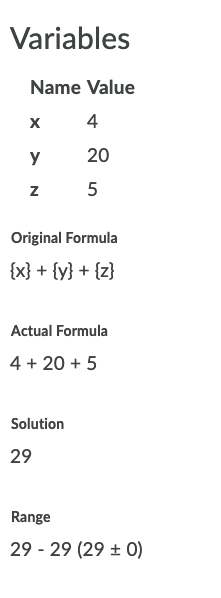 Variables
Name Value
x 4
y 20
z 5
Original Formula
{x} + {y} + {z}
Actual Formula
4 + 20 + 5
Solution
29
Range
29 - 29 (29 ± 0)